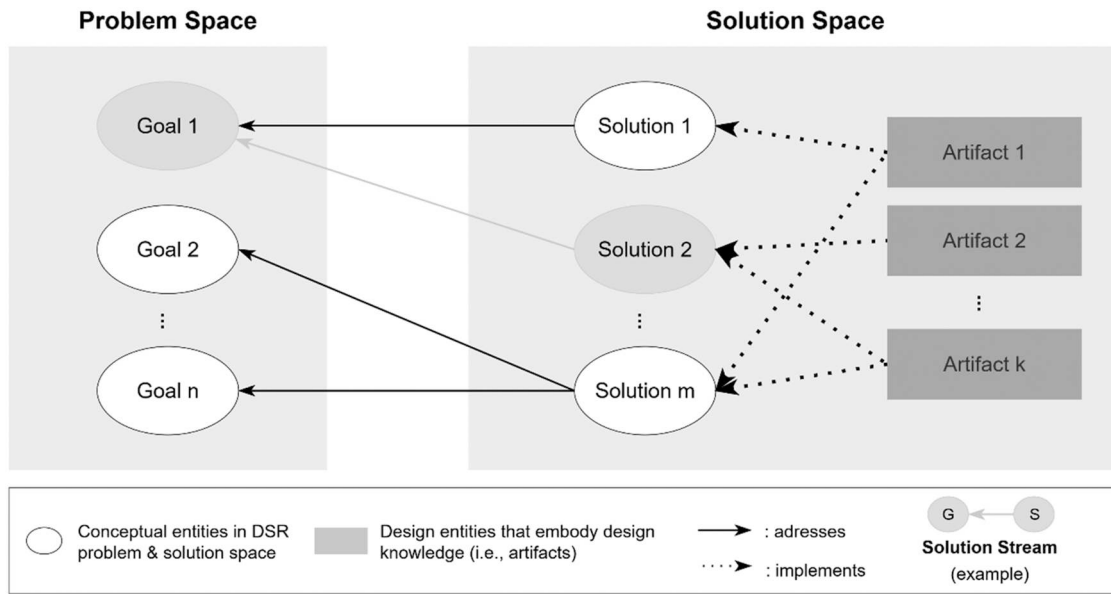 Problem Space
Solution Space
Goal 1
Solution 1
Artifact 1
Goal 2
Solution 2
Artifact 2
...
...
...
Goal n
Solution m
Artifact k
Conceptual entities in DSR
problem & solution space
Design entities that embody design
knowledge (i.e., artifacts)
: adresses
: implements
G
S
Solution Stream
(example)